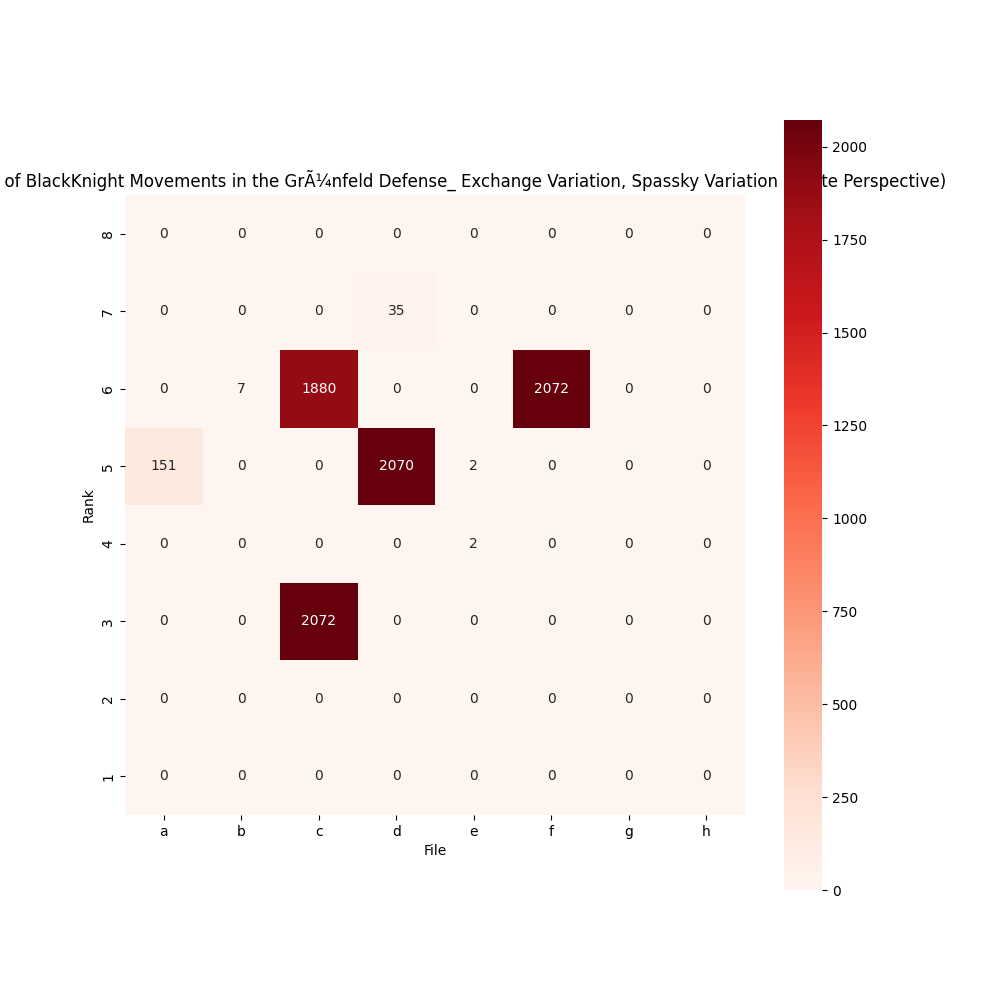 of BlackKnight Movements in the GrÃ¼nfeld Defense_ Exchange Variation, Spassky Variation te Perspective)
8 0 0 0 0 0 0 0 0
7 0 0 0 35 0 0 0 0
6 0 7 1880 0 0 2072 0 0
5 151 0 0 2070 2 0 0 0
4 0 0 0 0 2 0 0 0
3 0 0 2072 0 0 0 0 0
2 0 0 0 0 0 0 0 0
1 0 0 0 0 0 0 0 0
a b c d e f g h
File
Rank
2000
1750
1500
1250
1000
750
500
250
0